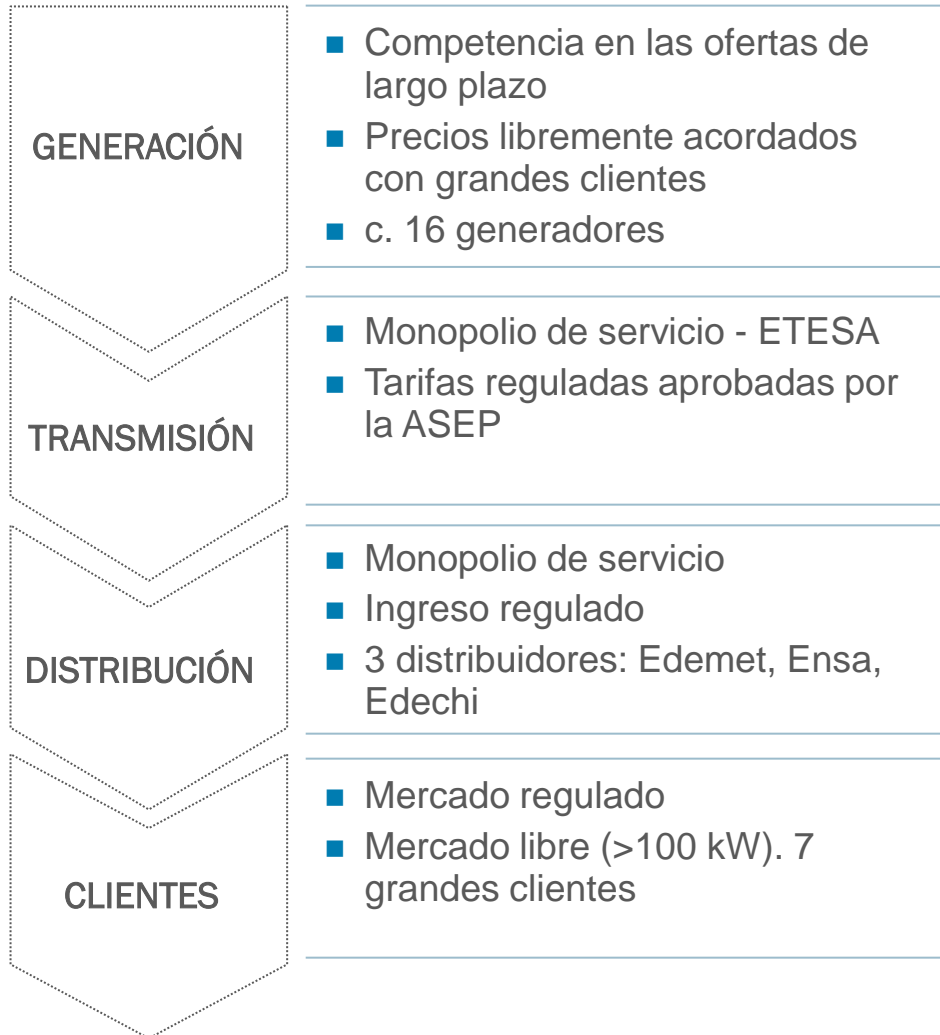 GENERACIÓN
■ Competencia en las ofertas de
largo plazo
■ Precios libremente acordados
con grandes clientes
■ c. 16 generadores
TRANSMISIÓN
■ Monopolio de servicio - ETESA
■ Tarifas reguladas aprobadas por
la ASEP
DISTRIBUCIÓN
■ Monopolio de servicio
■ Ingreso regulado
■ 3 distribuidores: Edemet, Ensa,
Edechi
CLIENTES
■ Mercado regulado
■ Mercado libre (>100 kW). 7
grandes clientes